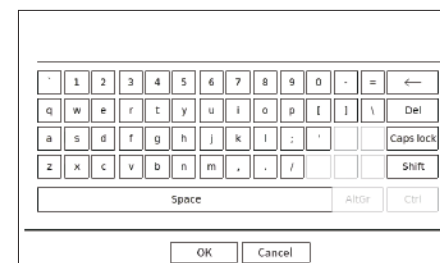 ` 1 2 3 4 5 6 7 8 9 0 - = ←
q w e r t y u i o p [ ] \ Del
a s d f g h j k l ; ' Caps lock
z x c v b n m , . / Shift
Space AltGr Ctrl
OK Cancel